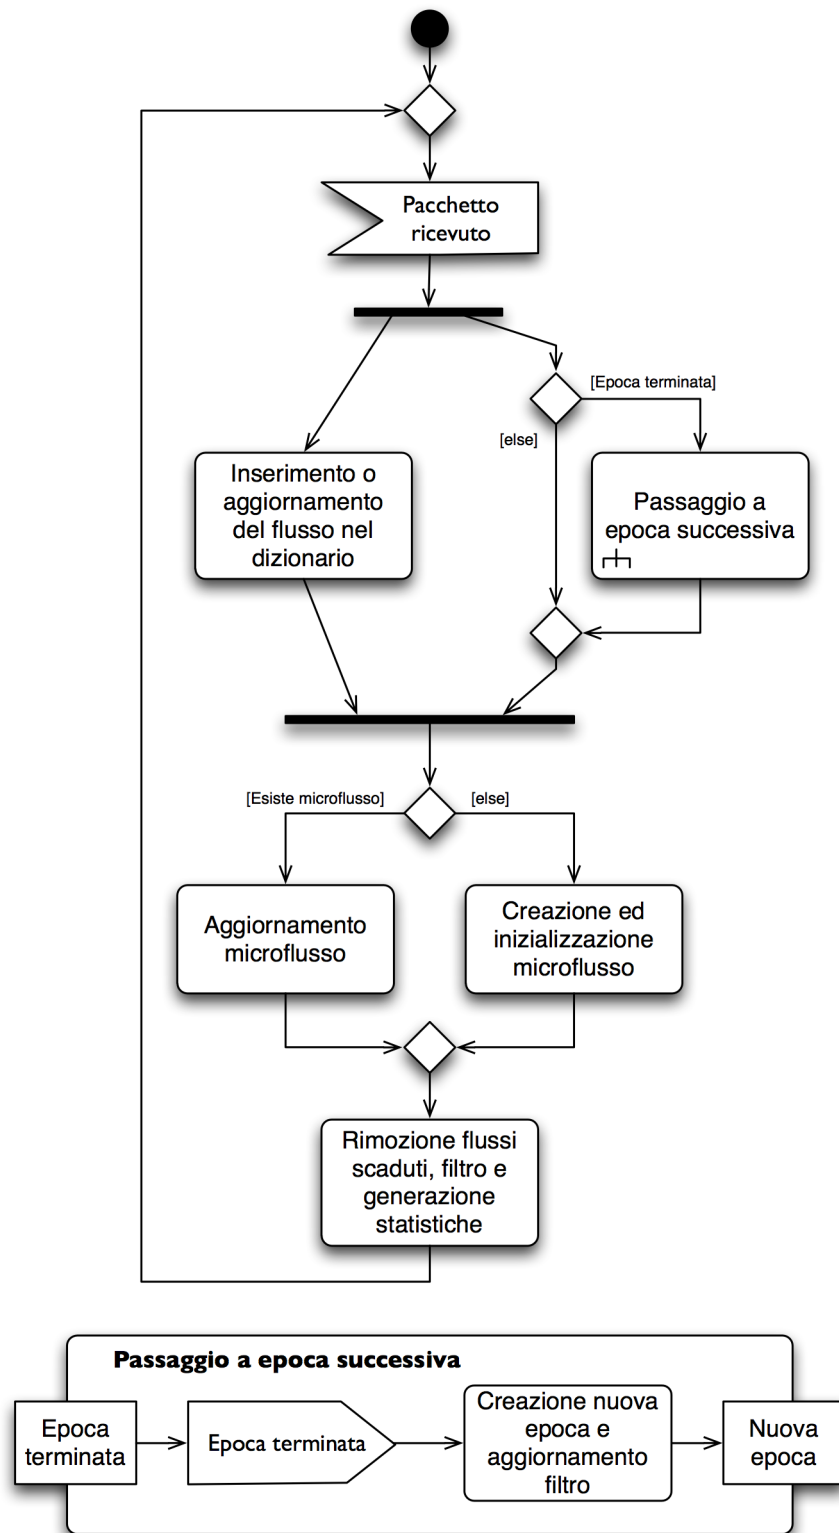 Pacchetto
ricevuto
[Epoca terminata]
[else]
Inserimento o
aggiornamento
del flusso nel
dizionario
Passaggio a
epoca successiva
[Esiste microflusso]
[else]
Aggiornamento
microflusso
Creazione ed
inizializzazione
microflusso
Rimozione flussi
scaduti, filtro e
generazione
statistiche
Passaggio a epoca successiva
Epoca
terminata
Epoca terminata
Creazione nuova
epoca e
aggiornamento
filtro
Nuova
epoca